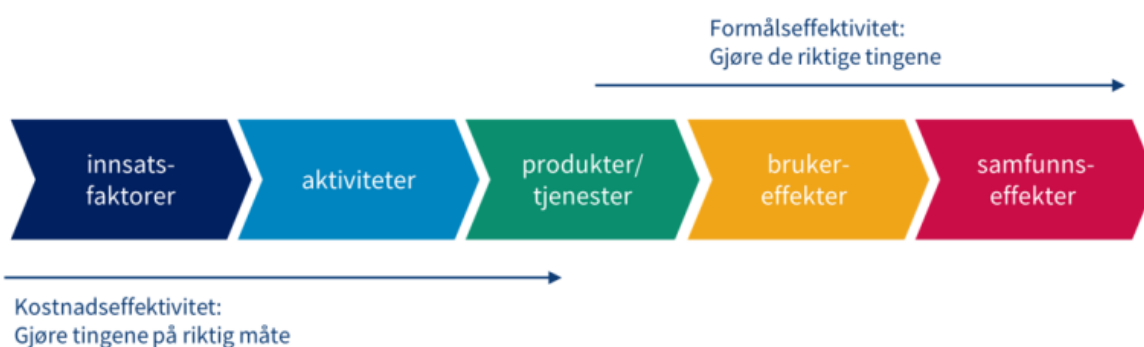 Formålseffektivitet:
Gjøre de riktige tingene
innsats-
faktorer
aktiviteter
produkter/
tjenester
bruker-
effekter
samfunns-
effekter
Kostnadseffektivitet:
Gjøre tingene på riktig måte